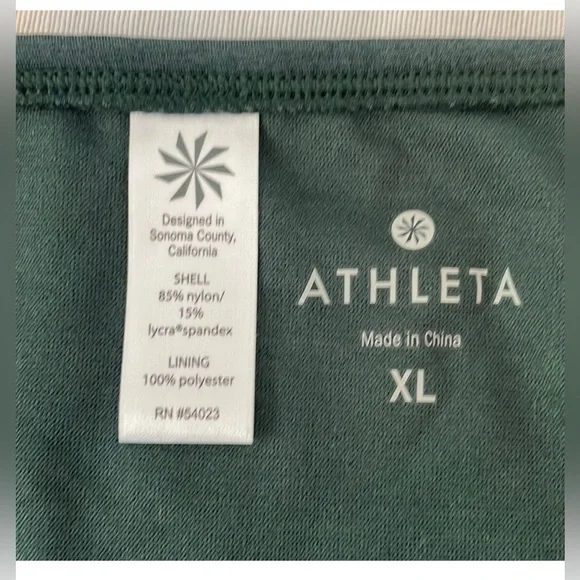 Designed in
Sonoma County,
California
SHELL
85% nylon/
15%
lycra®spandex
LINING
100% polyester
RN #54023
ATHLETA
Made in China
XL